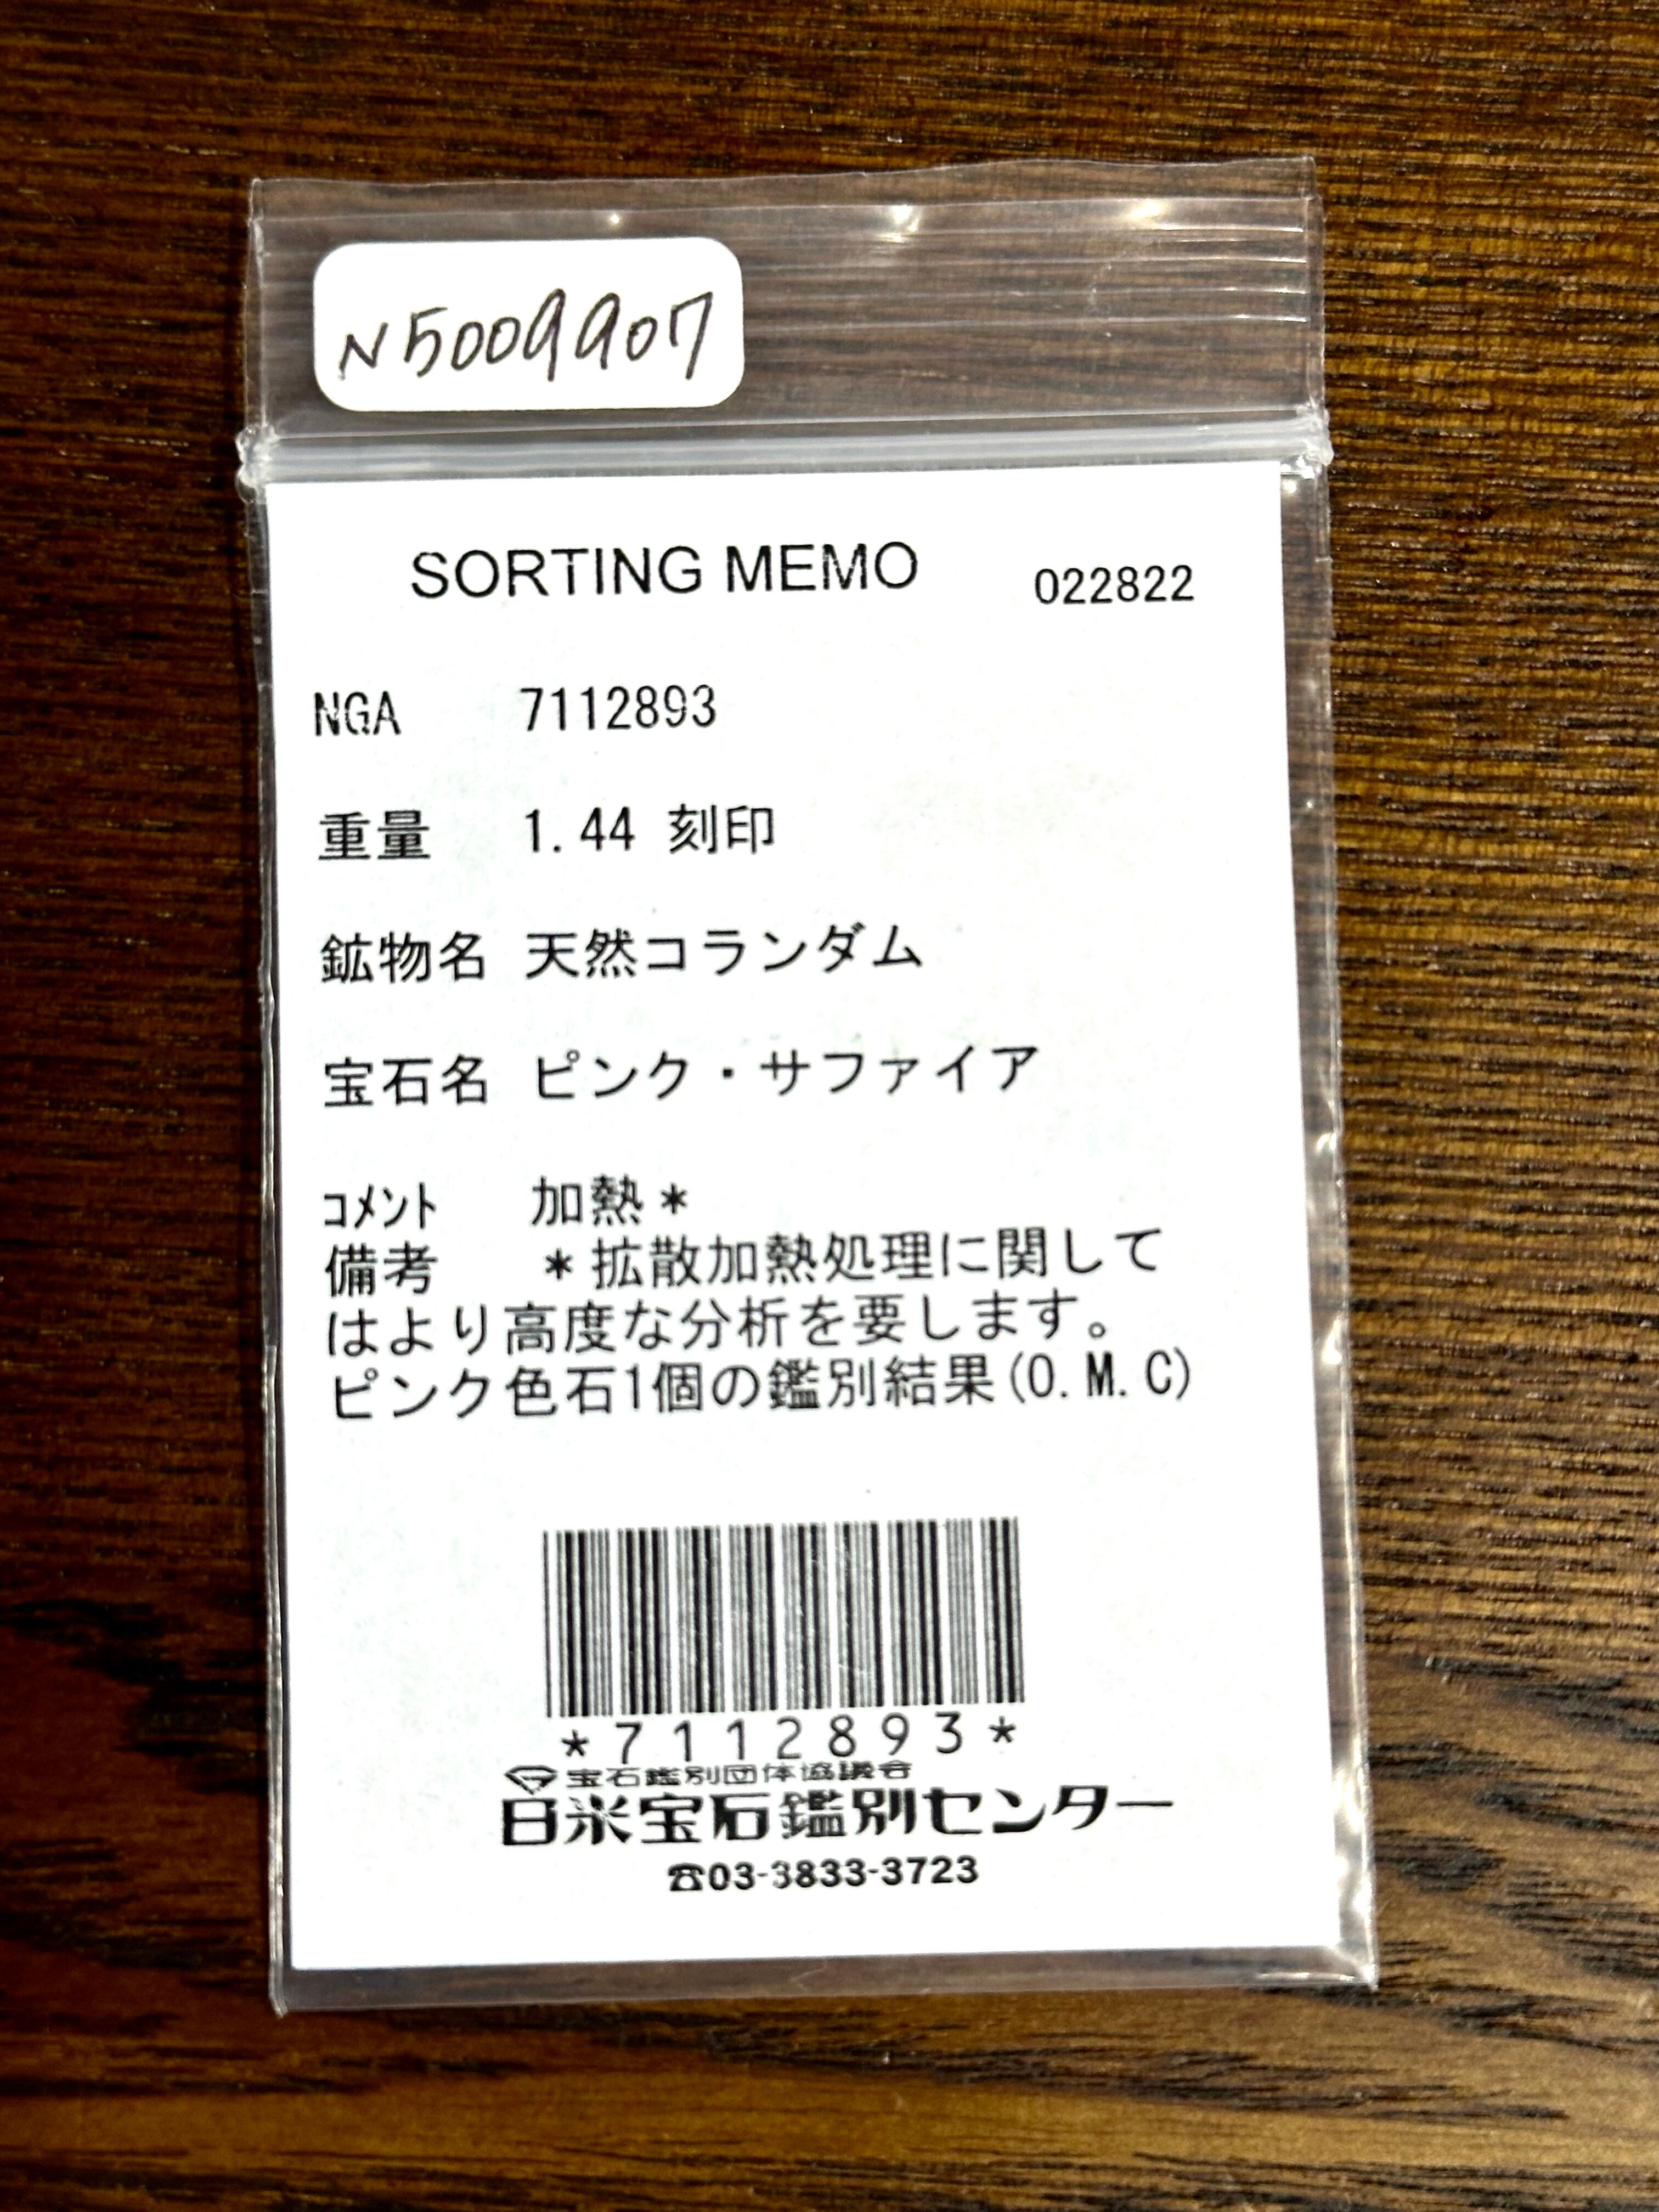 N5009907
SORTING MEMO 022822
NGA 7112893
重量 1.44 刻印
鉱物名 天然コランダム
宝石名 ピンク・サファイア
ｺﾒﾝﾄ 加熱＊
備考 ＊拡散加熱処理に関して
はより高度な分析を要します。
ピンク色石1個の鑑別結果(O.M.C)
*7112893*
宝石鑑別団体協議会
日米宝石鑑別センター
☎03-3833-3723